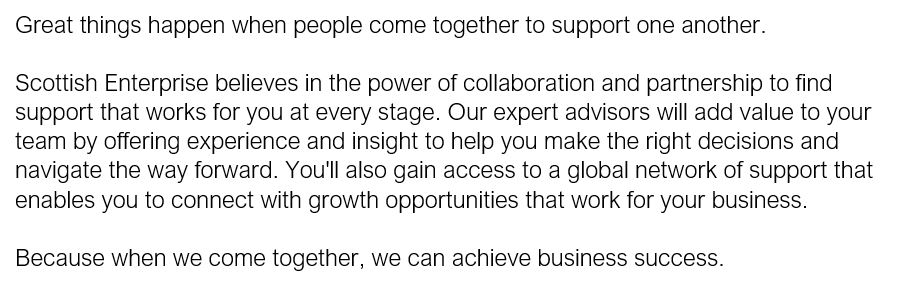 Great things happen when people come together to support one another.
Scottish Enterprise believes in the power of collaboration and partnership to find
support that works for you at every stage. Our expert advisors will add value to your
team by offering experience and insight to help you make the right decisions and
navigate the way forward. You'll also gain access to a global network of support that
enables you to connect with growth opportunities that work for your business.
Because when we come together, we can achieve business success.